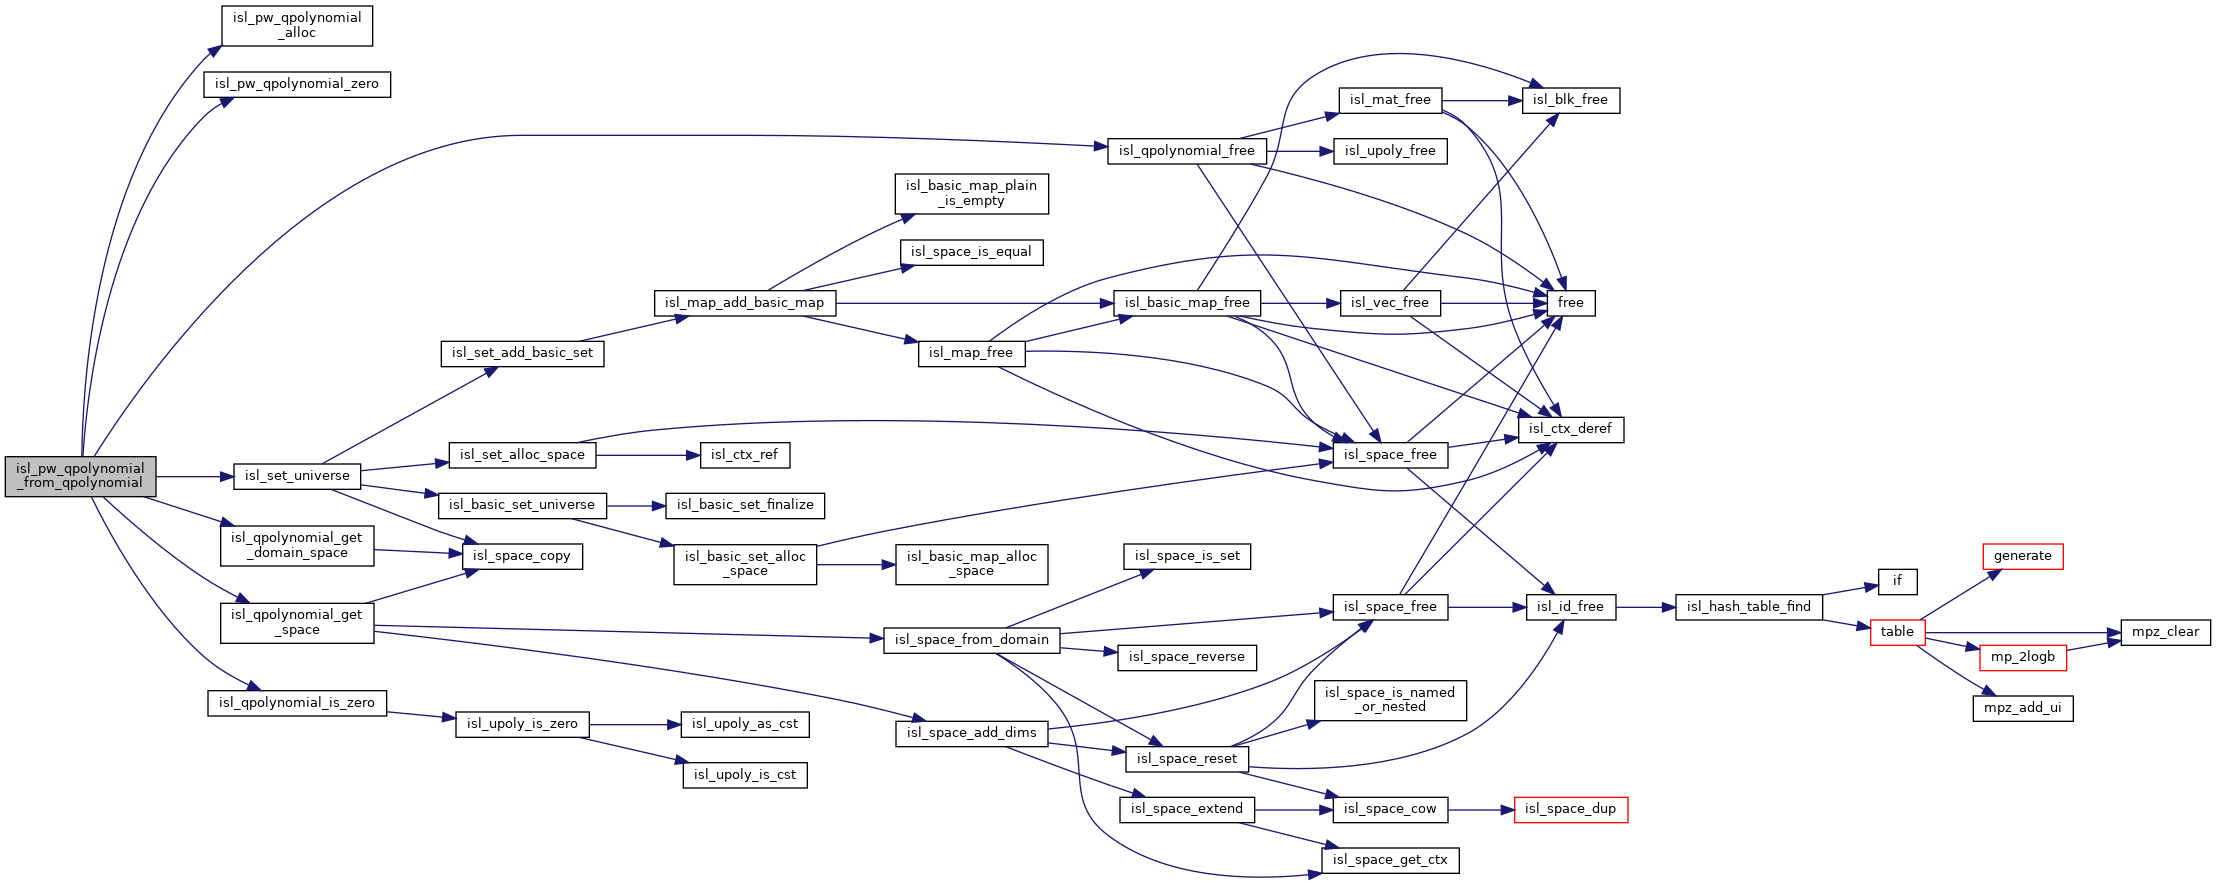 isl_pw_qpolynomial
_alloc
isl_pw_qpolynomial_zero
isl_pw_qpolynomial
_from_qpolynomial
isl_set_universe
isl_qpolynomial_get
_domain_space
isl_qpolynomial_get
_space
isl_qpolynomial_is_zero
isl_set_add_basic_set
isl_set_alloc_space
isl_basic_set_universe
isl_space_copy
isl_upoly_is_zero
isl_map_add_basic_map
isl_ctx_ref
isl_basic_set_finalize
isl_basic_set_alloc
_space
isl_upoly_as_cst
isl_upoly_is_cst
isl_basic_map_plain
_is_empty
isl_space_is_equal
isl_map_free
isl_basic_map_alloc
_space
isl_space_from_domain
isl_space_add_dims
isl_qpolynomial_free
isl_basic_map_free
isl_space_is_set
isl_space_reverse
isl_space_reset
isl_space_extend
isl_mat_free
isl_upoly_free
isl_vec_free
isl_space_free
isl_space_free
isl_space_is_named
_or_nested
isl_space_cow
isl_space_get_ctx
isl_blk_free
free
isl_ctx_deref
isl_id_free
isl_space_dup
isl_hash_table_find
if
table
generate
mp_2logb
mpz_add_ui
mpz_clear